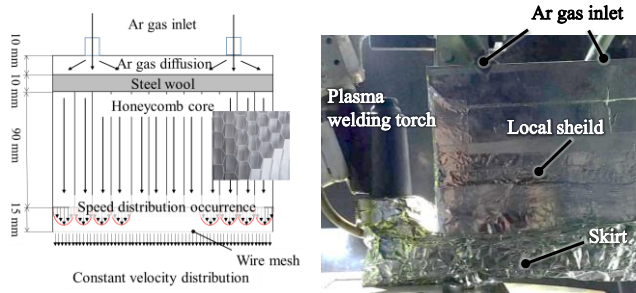 Ar gas inlet
10 mm
Ar gas diffusion
10 mm
Steel wool
Honeycomb core
90 mm
Speed distribution occurrence
15 mm
Wire mesh
Constant velocity distribution
Ar gas inlet
Plasma
welding torch
Local sheild
Skirt